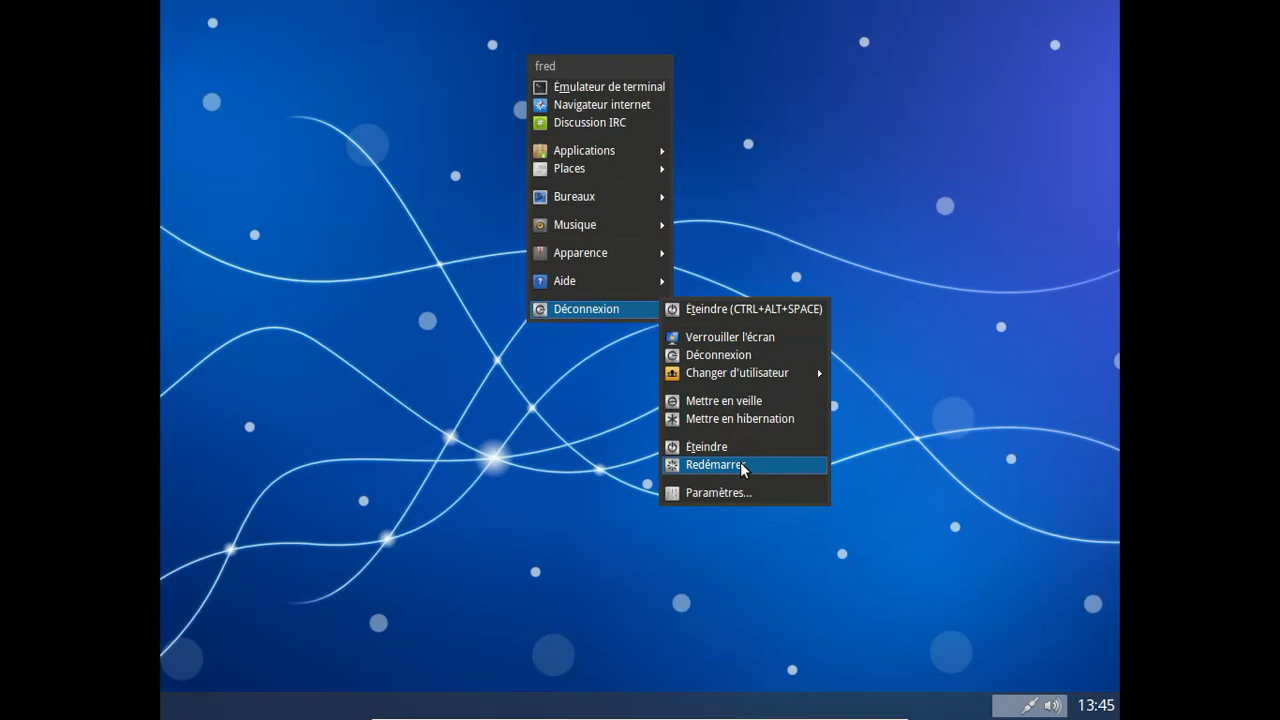 fred
Émulateur de terminal
Navigateur internet
Discussion IRC
Applications
Places
Bureaux
Musique
Apparence
Aide
Déconnexion
Éteindre (CTRL+ALT+SPACE)
Verrouiller l'écran
Déconnexion
Changer d'utilisateur
Mettre en veille
Mettre en hibernation
Éteindre
Redémarrer
Paramètres...
13:45